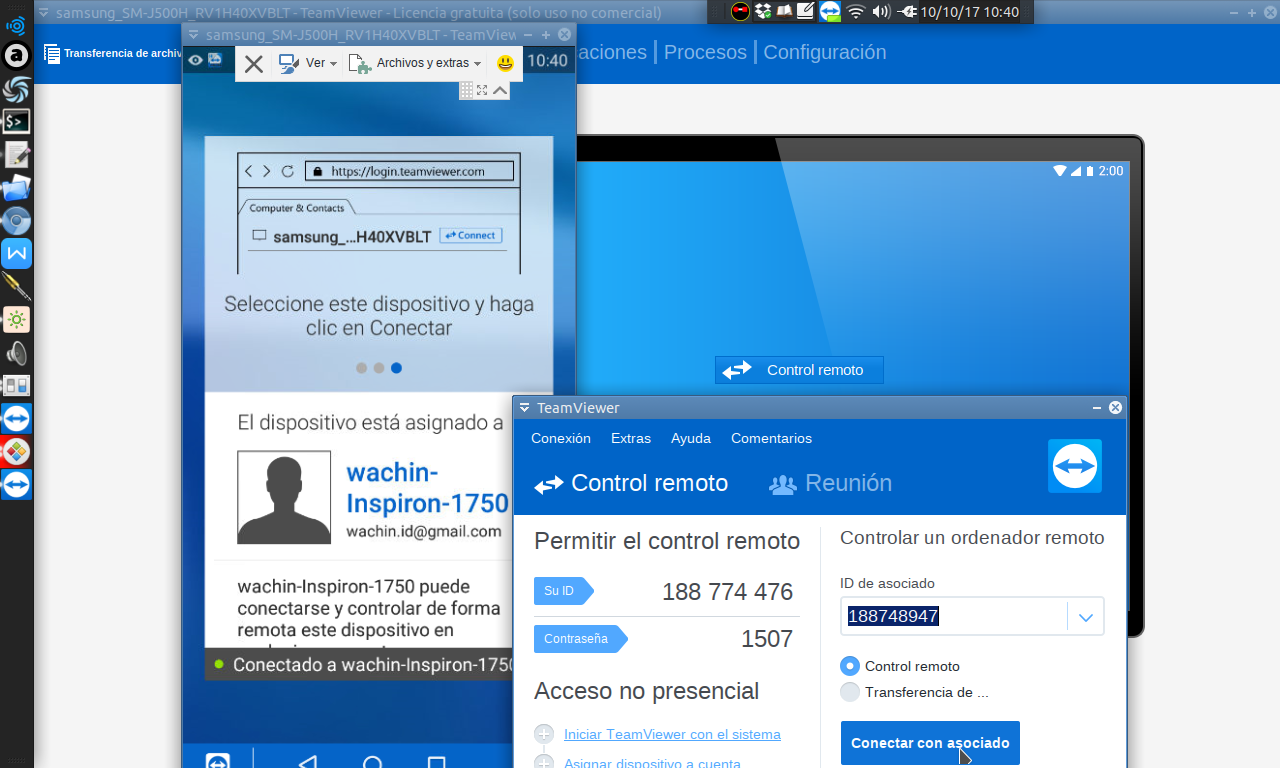 samsung_SM-J500H_RV1H40XVBLT - TeamViewer - Licencia gratuita (solo uso no comercial)
10/10/17 10:40
Transferencia de archiv
aciones | Procesos | Configuración
samsung_SM-J500H_RV1H40XVBLT - TeamView
Ver
Archivos y extras
10:40
https://login.teamviewer.com
Computer & Contacts
samsung_...H40XVBLT
Connect
Seleccione este dispositivo y haga
clic en Conectar
El dispositivo está asignado a
wachin-
Inspiron-1750
wachin.id@gmail.com
wachin-Inspiron-1750 puede
conectarse y controlar de forma
remota este dispositivo en
Conectado a wachin-Inspiron-1750
2:00
Control remoto
TeamViewer
Conexión Extras Ayuda Comentarios
Control remoto
Reunión
Permitir el control remoto
Su ID
188 774 476
Contraseña
1507
Acceso no presencial
Iniciar TeamViewer con el sistema
Asignar dispositivo a cuenta
Controlar un ordenador remoto
ID de asociado
188748947
Control remoto
Transferencia de ...
Conectar con asociado